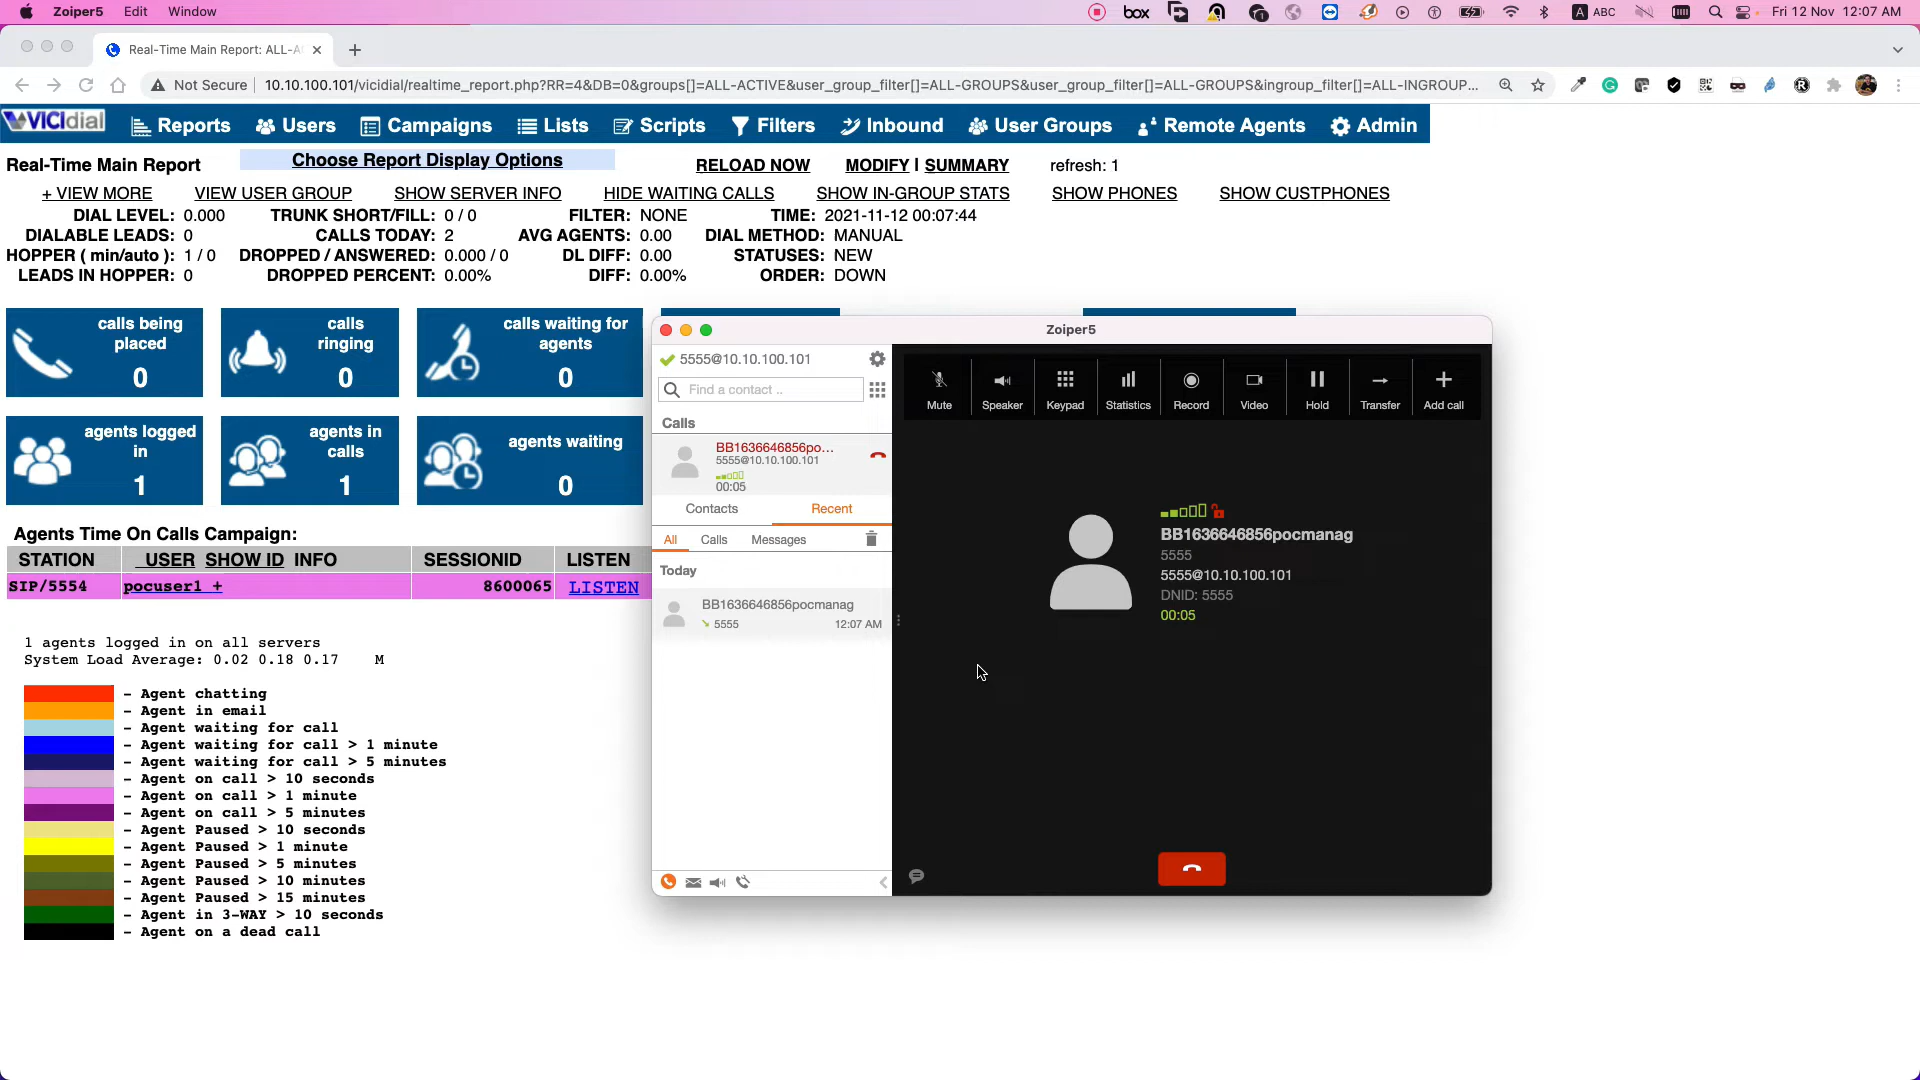 Zoiper5 Edit Window
box ABC Fri 12 Nov 12:07 AM
Real-Time Main Report: ALL-A
Not Secure 10.10.100.101/vicidial/realtime_report.php?RR=4&DB=0&groups[]=ALL-ACTIVE&user_group_filter[]=ALL-GROUPS&user_group_filter[]=ALL-GROUPS&ingroup_filter[]=ALL-INGROUP...
VICIdial Reports Users Campaigns Lists Scripts Filters Inbound User Groups Remote Agents Admin
Real-Time Main Report Choose Report Display Options RELOAD NOW MODIFY | SUMMARY refresh: 1
+ VIEW MORE VIEW USER GROUP SHOW SERVER INFO HIDE WAITING CALLS SHOW IN-GROUP STATS SHOW PHONES SHOW CUSTPHONES
DIAL LEVEL: 0.000 TRUNK SHORT/FILL: 0 / 0 FILTER: NONE TIME: 2021-11-12 00:07:44
DIALABLE LEADS: 0 CALLS TODAY: 2 AVG AGENTS: 0.00 DIAL METHOD: MANUAL
HOPPER ( min/auto ): 1 / 0 DROPPED / ANSWERED: 0.000 / 0 DL DIFF: 0.00 STATUSES: NEW
LEADS IN HOPPER: 0 DROPPED PERCENT: 0.00% DIFF: 0.00% ORDER: DOWN
calls being placed
0
calls ringing
0
calls waiting for agents
0
agents logged in
1
agents in calls
1
agents waiting
0
Agents Time On Calls Campaign:
STATION USER SHOW ID INFO SESSIONID LISTEN
SIP/5554 pocuser1 + 8600065 LISTEN
1 agents logged in on all servers
System Load Average: 0.02 0.18 0.17 M
- Agent chatting
- Agent in email
- Agent waiting for call
- Agent waiting for call > 1 minute
- Agent waiting for call > 5 minutes
- Agent on call > 10 seconds
- Agent on call > 1 minute
- Agent on call > 5 minutes
- Agent Paused > 10 seconds
- Agent Paused > 1 minute
- Agent Paused > 5 minutes
- Agent Paused > 10 minutes
- Agent Paused > 15 minutes
- Agent in 3-WAY > 10 seconds
- Agent on a dead call
Zoiper5
5555@10.10.100.101
Find a contact ..
Calls
BB1636646856po...
5555@10.10.100.101
00:05
Contacts Recent
All Calls Messages
Today
BB1636646856pocmanag
5555 12:07 AM
Mute Speaker Keypad Statistics Record Video Hold Transfer Add call
BB1636646856pocmanag
5555
5555@10.10.100.101
DNID: 5555
00:05